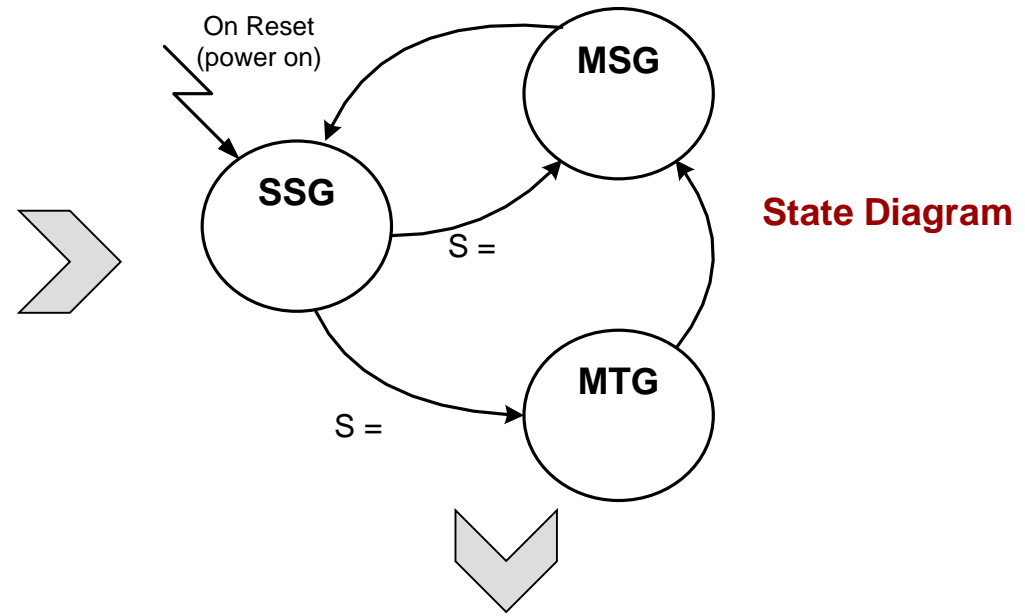 On Reset
(power on)
MSG
SSG
State Diagram
S =
MTG
S =